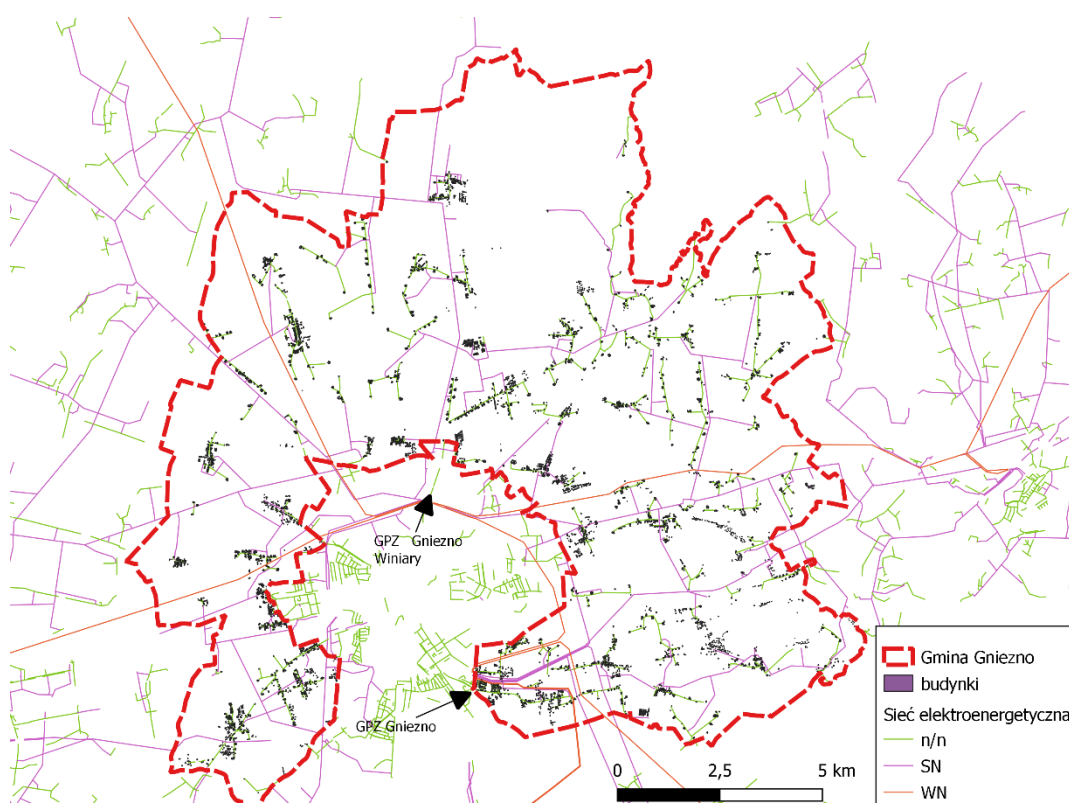 GPZ Gniezno
Winiary
GPZ Gniezno
Gmina Gniezno
budynki
Sieć elektroenergetyczna
n/n
SN
WN
0 2,5 5 km